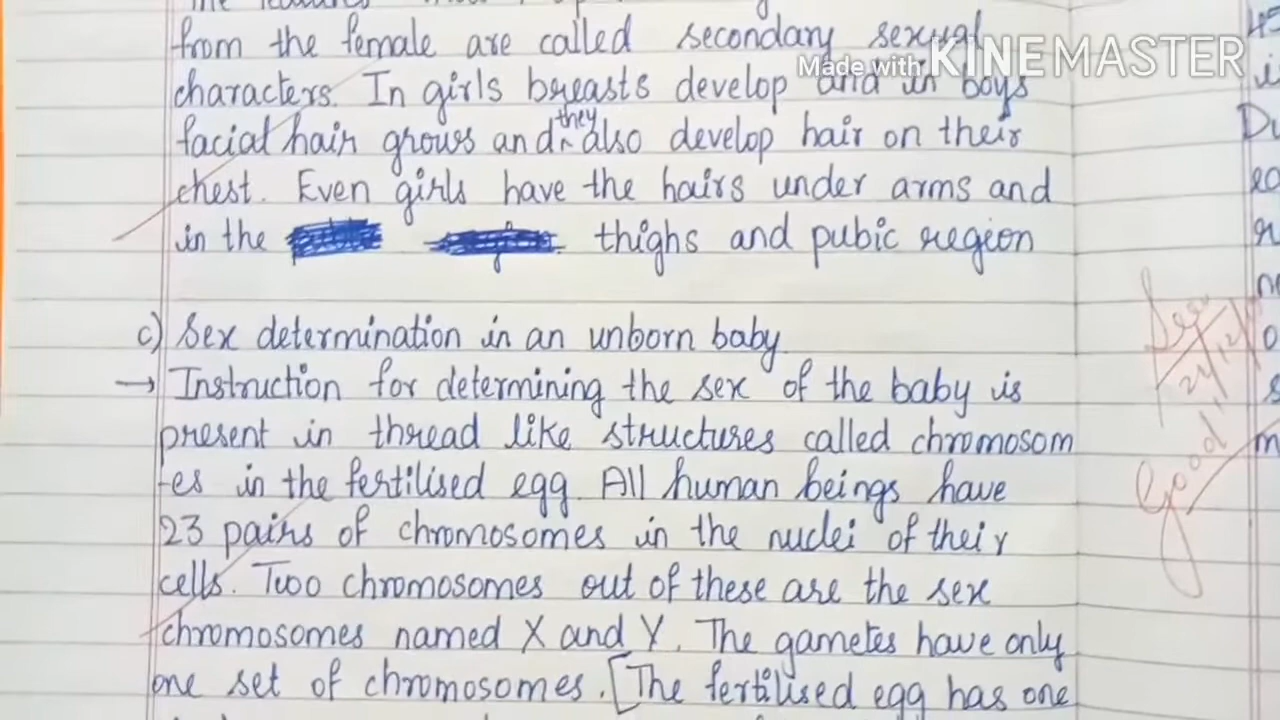 The features
from the female are called secondary sexual
Made with KINEMASTER
characters. In girls breasts develop and in boys
facial hair grows and they also develop hair on their
chest. Even girls have the hairs under arms and
in the thighs and pubic region
c) Sex determination in an unborn baby
→ Instruction for determining the sex of the baby is
present in thread like structures called chromosom
-es in the fertilised egg. All human beings have
23 pairs of chromosomes in the nuclei of their
cells. Two chromosomes out of these are the sex
chromosomes named X and Y. The gametes have only
one set of chromosomes. [The fertilised egg has one
Seen
Good